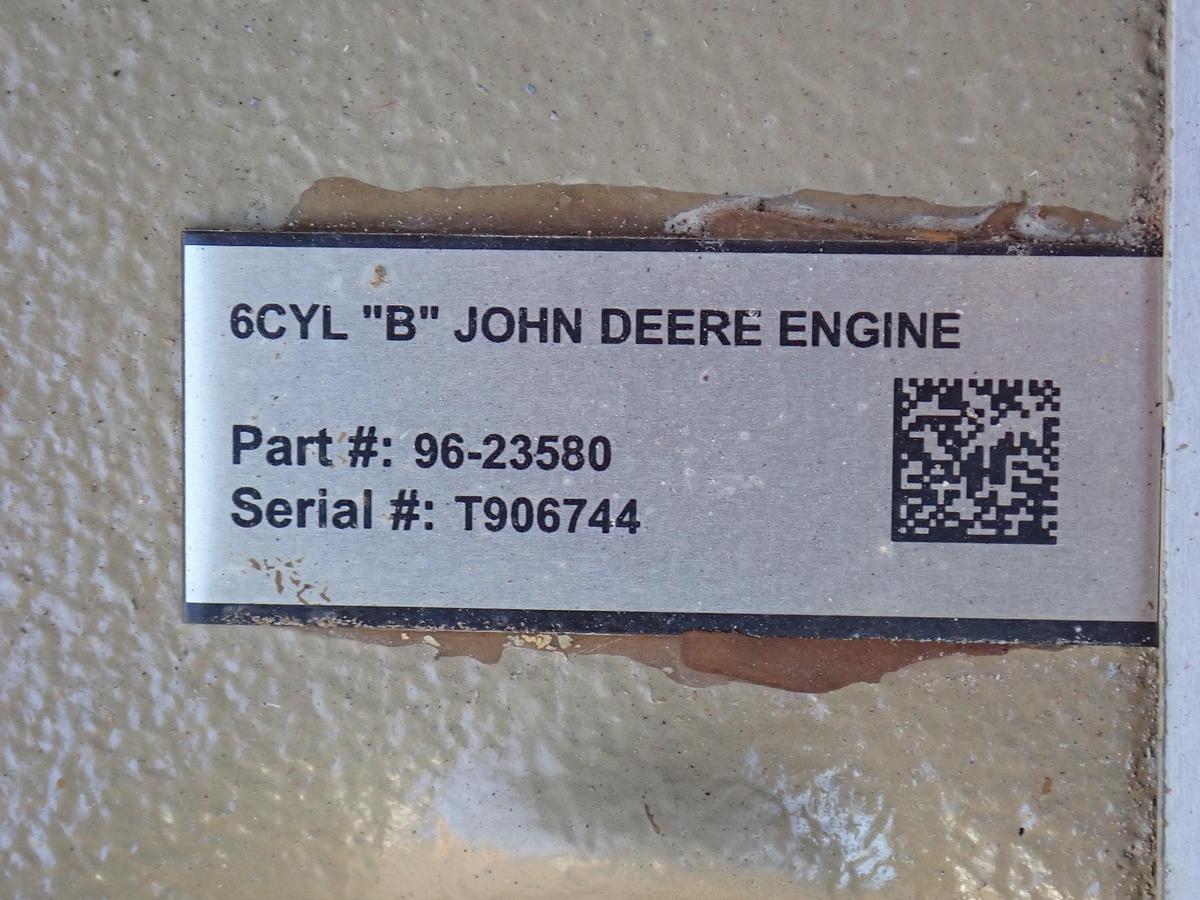 6CYL "B" JOHN DEERE ENGINE
Part #: 96-23580
Serial #: T906744